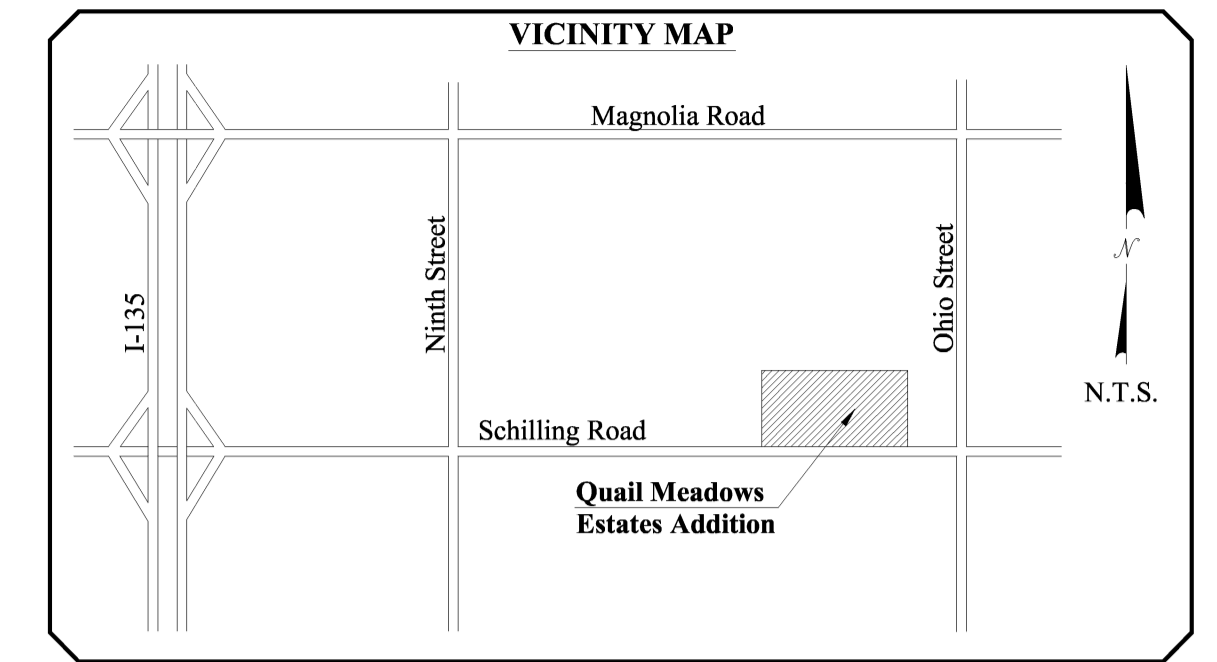 VICINITY MAP
Magnolia Road
I-135
Ninth Street
Ohio Street
N
N.T.S.
Schilling Road
Quail Meadows
Estates Addition